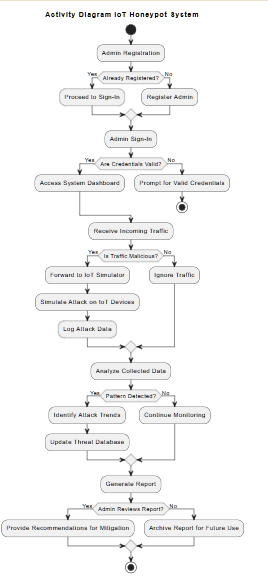 Activity Diagram IoT Honeypot System
Admin Registration
Yes
Already Registered?
No
Proceed to Sign-In
Register Admin
Admin Sign-In
Yes
Are Credentials Valid?
No
Access System Dashboard
Prompt for Valid Credentials
Receive Incoming Traffic
Yes
Is Traffic Malicious?
No
Forward to IoT Simulator
Ignore Traffic
Simulate Attack on IoT Devices
Log Attack Data
Analyze Collected Data
Yes
Pattern Detected?
No
Identify Attack Trends
Continue Monitoring
Update Threat Database
Generate Report
Yes
Admin Reviews Report?
No
Provide Recommendations for Mitigation
Archive Report for Future Use